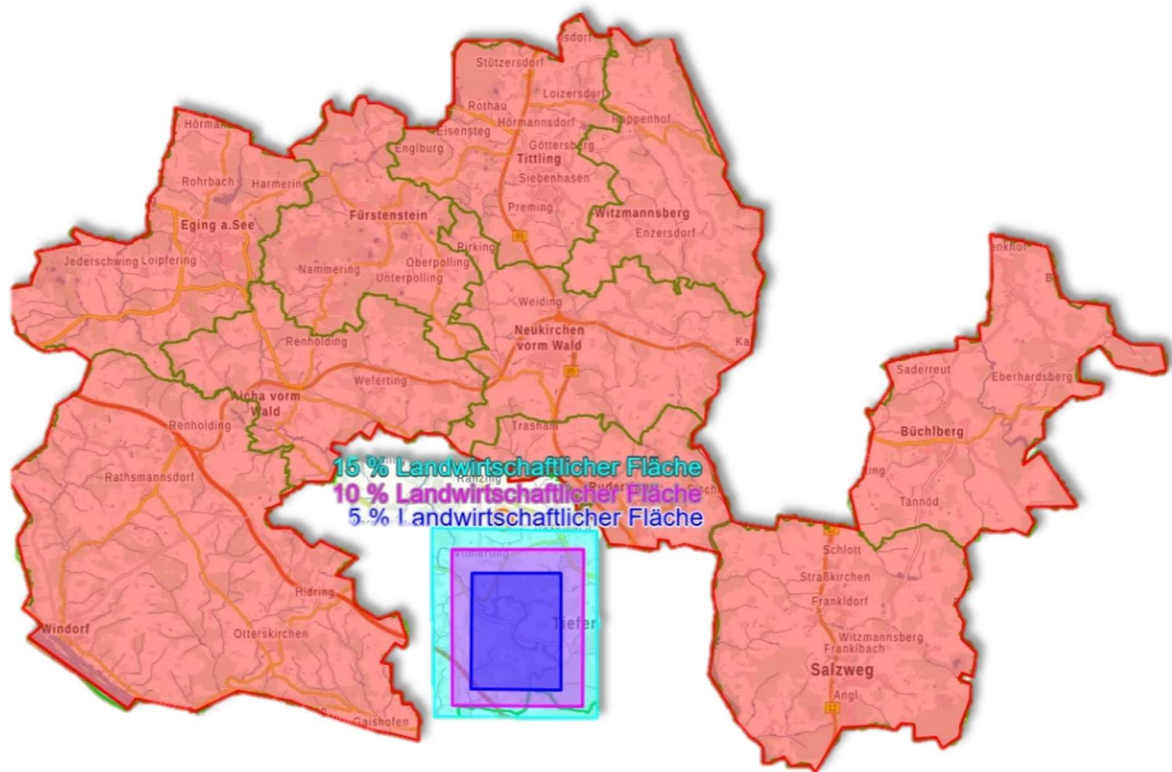 Stützersdorf
Loizersdorf
Rothau
Hörmannsdorf
Rappenhof
Eisensteg
Englburg
Göttersberg
Tittling
Siebenhasen
Rohrbach
Harmering
Preming
Witzmannsberg
Fürstenstein
Eging a.See
Enzersdorf
Pirking
Jederschwing
Loipfering
Oberpolling
Nammering
Unterpolling
Weiding
Neukirchen
vorm Wald
Renholding
Saderreut
Weferting
Eberhardsberg
Aicha vorm
Wald
Renholding
Trasham
Büchlberg
15 % Landwirtschaftlicher Fläche
Rathsmannsdorf
10 % Landwirtschaftlicher Fläche
Tannöd
5 % Landwirtschaftlicher Fläche
Schlott
Straßkirchen
Hidring
Frankldorf
Tiefen
Windorf
Otterskirchen
Witzmannsberg
Franklbach
Salzweg
Angl
Gaishofen